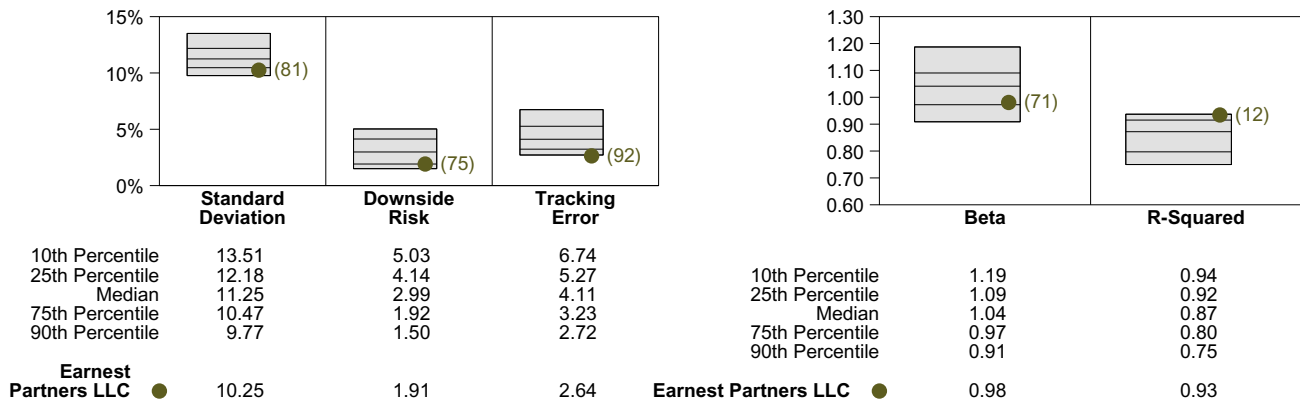 15%
10%
5%
0%
(81)
(75)
(92)
Standard Deviation
Downside Risk
Tracking Error
10th Percentile 13.51 5.03 6.74
25th Percentile 12.18 4.14 5.27
Median 11.25 2.99 4.11
75th Percentile 10.47 1.92 3.23
90th Percentile 9.77 1.50 2.72
Earnest
Partners LLC 10.25 1.91 2.64
1.30
1.20
1.10
1.00
0.90
0.80
0.70
0.60
(71)
(12)
Beta R-Squared
10th Percentile 1.19 0.94
25th Percentile 1.09 0.92
Median 1.04 0.87
75th Percentile 0.97 0.80
90th Percentile 0.91 0.75
Earnest Partners LLC 0.98 0.93